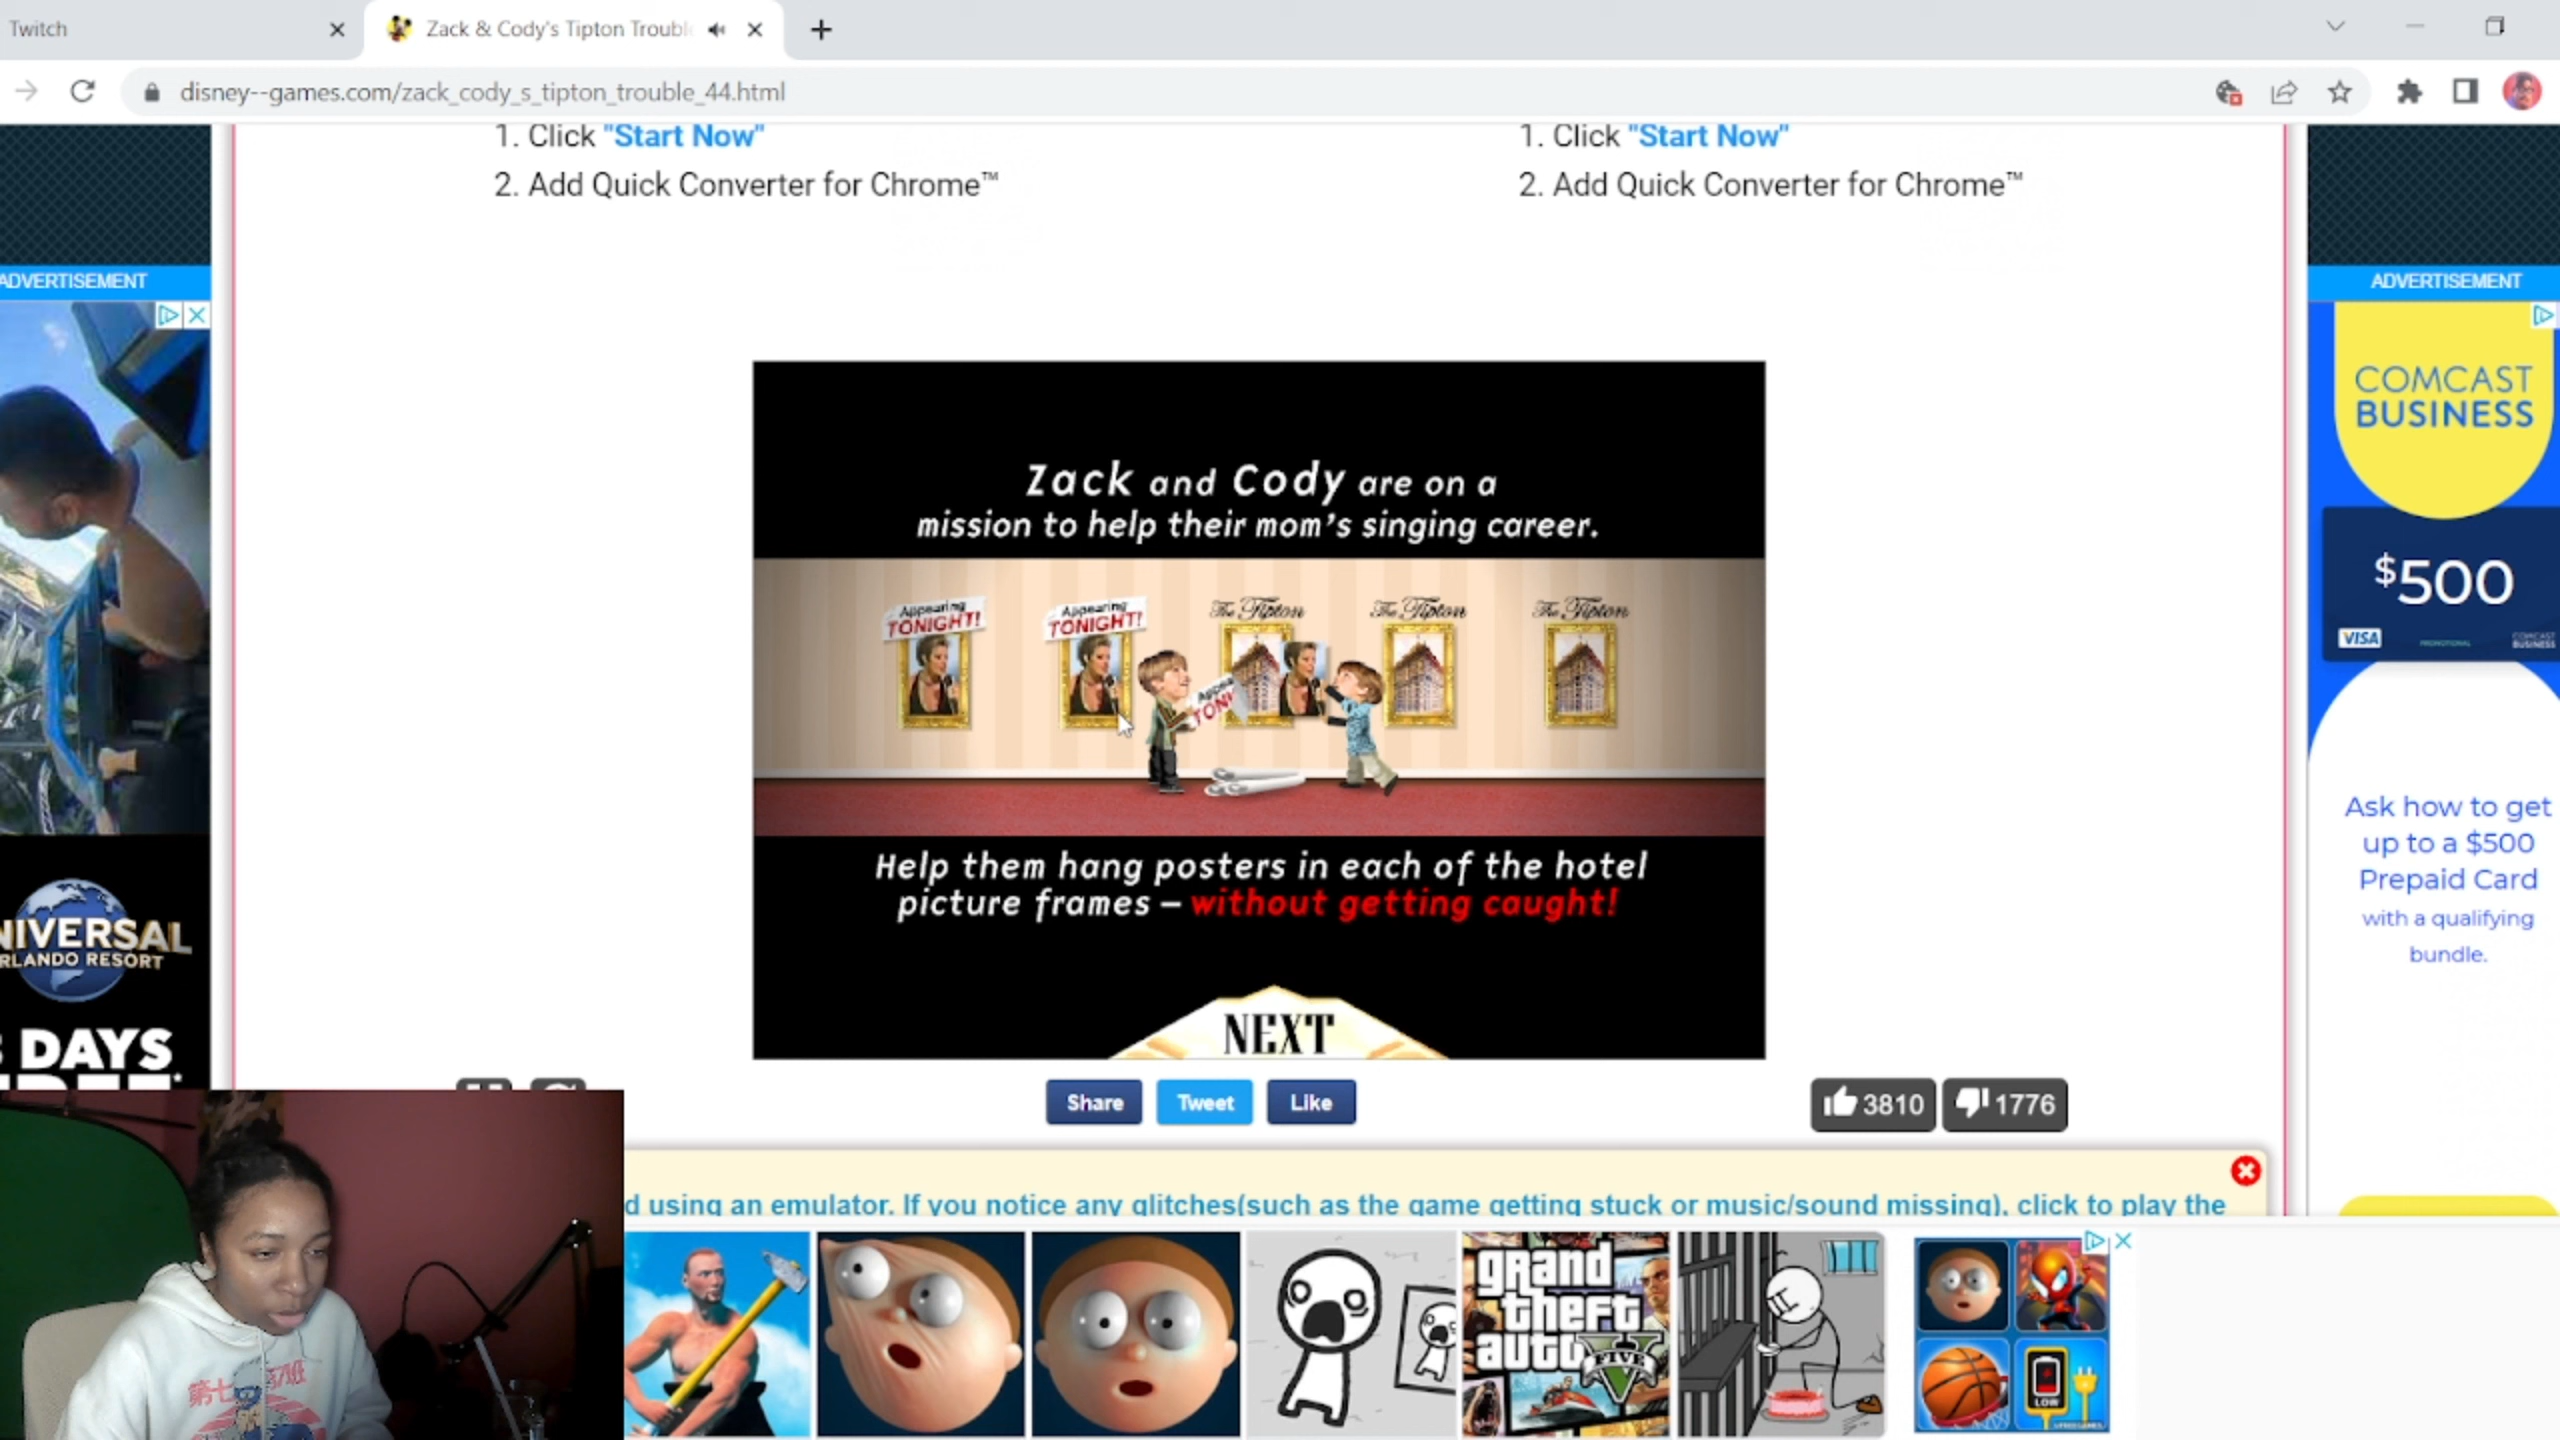 Twitch
Zack & Cody's Tipton Troubl
disney--games.com/zack_cody_s_tipton_trouble_44.html
1. Click "Start Now"
2. Add Quick Converter for Chrome™
1. Click "Start Now"
2. Add Quick Converter for Chrome™
ADVERTISEMENT
ADVERTISEMENT
COMCAST
BUSINESS
$500
VISA
COMCAST
BUSINESS
Ask how to get
up to a $500
Prepaid Card
with a qualifying
bundle.
Zack and Cody are on a
mission to help their mom's singing career.
Appearing
TONIGHT!
Appearing
TONIGHT!
The Tipton
The Tipton
The Tipton
Appea
TONI
Help them hang posters in each of the hotel
picture frames – without getting caught!
NEXT
NIVERSAL
RLANDO RESORT
DAYS
Share
Tweet
Like
3810
1776
d using an emulator. If you notice any glitches(such as the game getting stuck or music/sound missing), click to play the
grand
theft
auto
FIVE
LOW